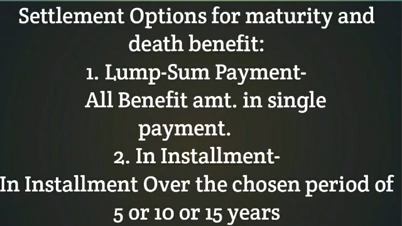 Settlement Options for maturity and
death benefit:
1. Lump-Sum Payment-
All Benefit amt. in single
payment.
2. In Installment-
In Installment Over the chosen period of
5 or 10 or 15 years